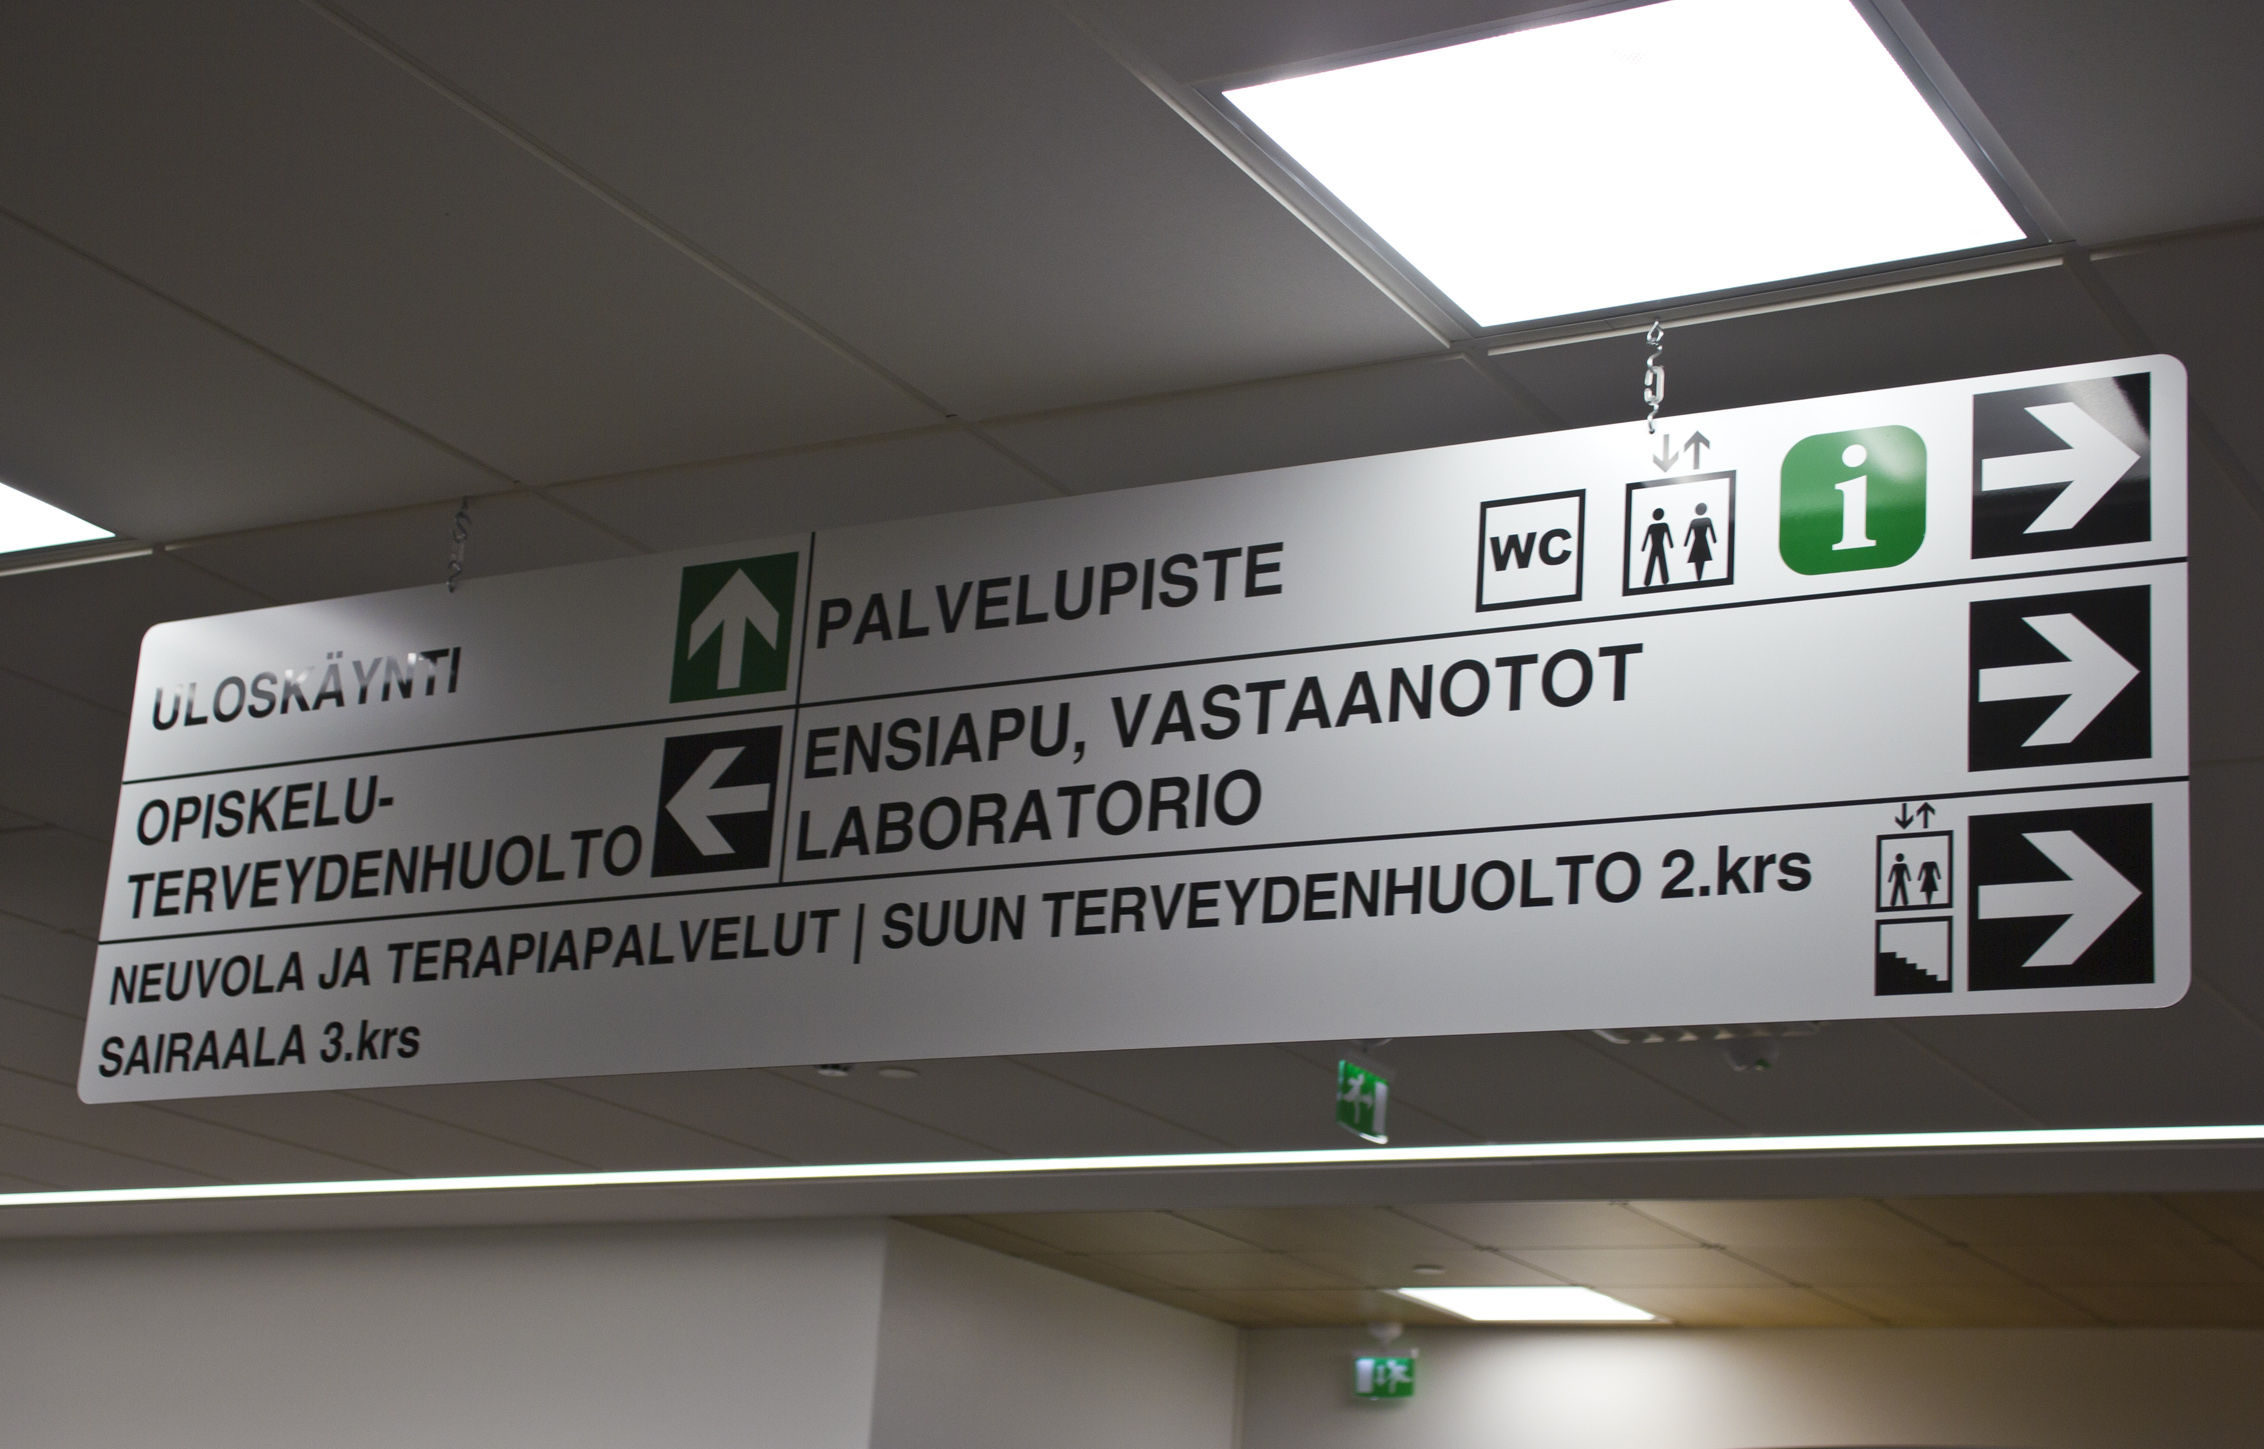 ULOSKÄYNTI
OPISKELU-
TERVEYDENHUOLTO
PALVELUPISTE
WC
i
ENSIAPU, VASTAANOTOT
LABORATORIO
NEUVOLA JA TERAPIAPALVELUT | SUUN TERVEYDENHUOLTO 2.krs
SAIRAALA 3.krs